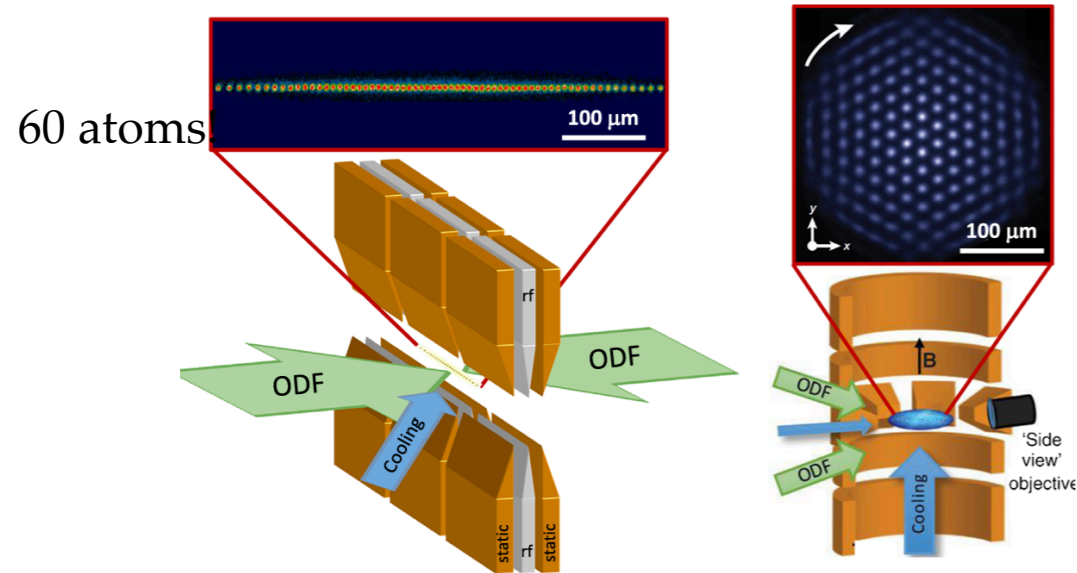 60 atoms!
100 μm
rf
ODF
ODF
Cooling
static
rf
static
y
x
100 μm
B
ODF
ODF
Cooling
'Side
view'
objective